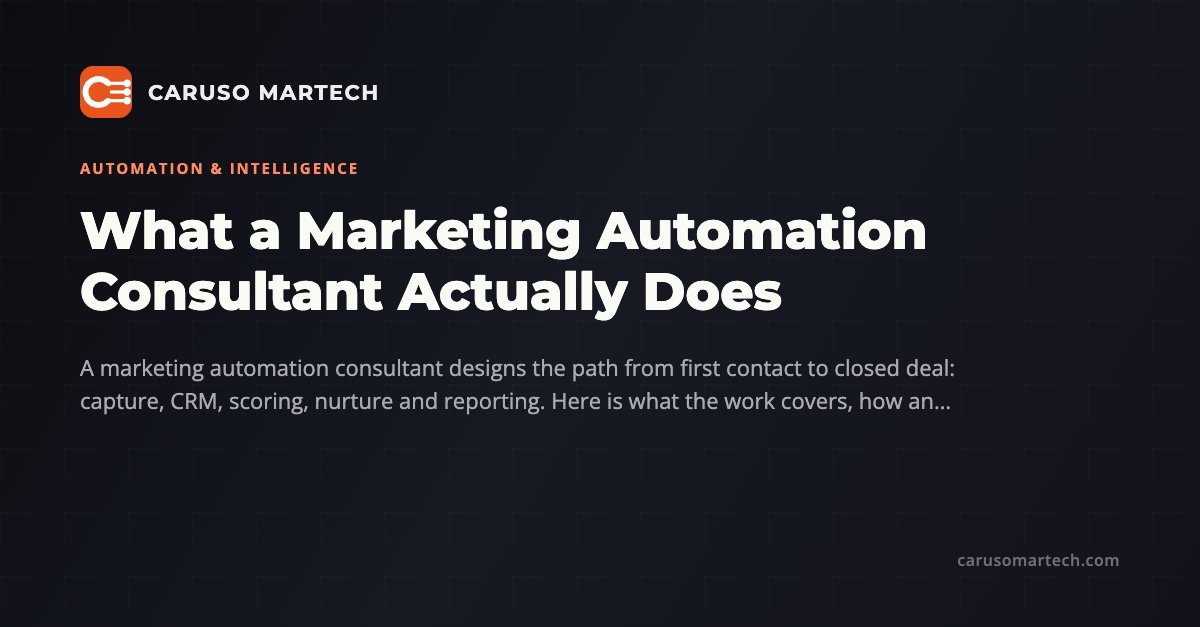 CARUSO MARTECH
AUTOMATION & INTELLIGENCE
What a Marketing Automation
Consultant Actually Does
A marketing automation consultant designs the path from first contact to closed deal:
capture, CRM, scoring, nurture and reporting. Here is what the work covers, how an...
carusomartech.com